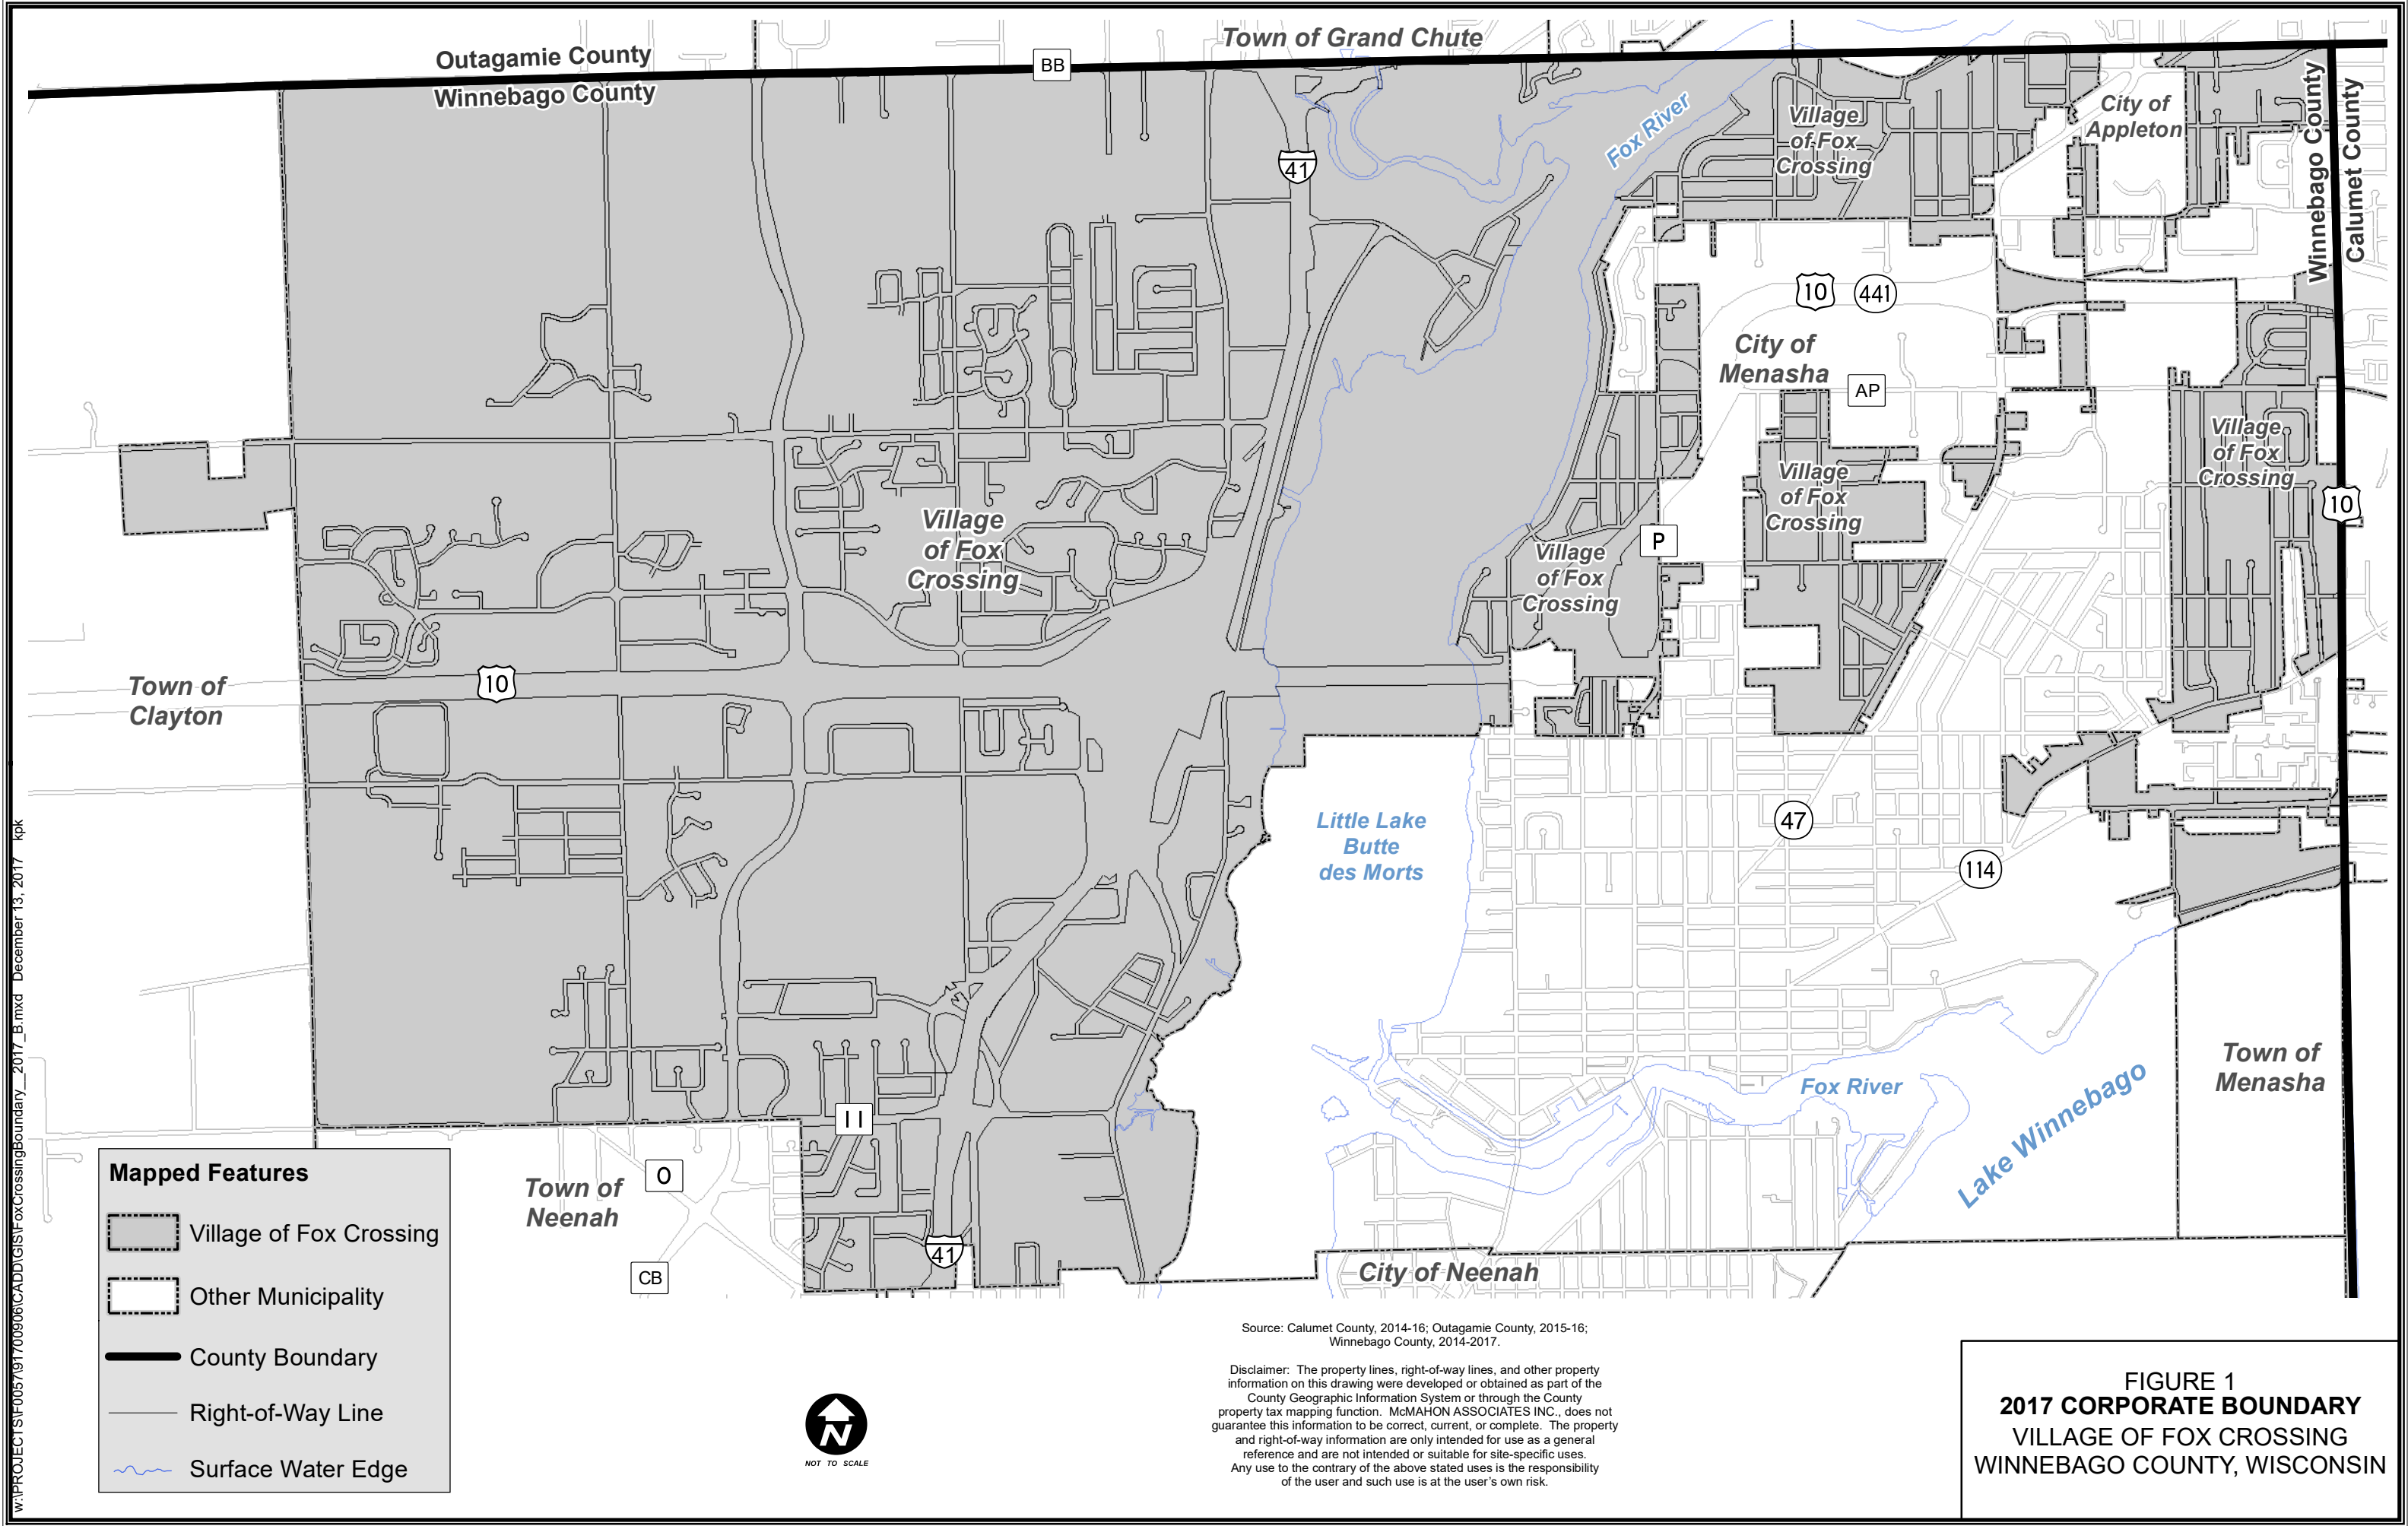 Town of Grand Chute
Outagamie County
BB
Winnebago County
Fox River
Village
of Fox
Crossing
City of
Appleton
Winnebago County
Calumet County
41
10
441
City of
Menasha
AP
Village
of Fox
Crossing
Village
of Fox
Crossing
10
Village
of Fox
Crossing
P
Village
of Fox
Crossing
10
Town of
Clayton
Little Lake
Butte
des Morts
47
114
Town of
Menasha
Fox River
Lake Winnebago
II
O
Town of
Neenah
41
CB
City of Neenah
Mapped Features
Village of Fox Crossing
Other Municipality
County Boundary
Right-of-Way Line
Surface Water Edge
N
NOT TO SCALE
Source: Calumet County, 2014-16; Outagamie County, 2015-16;
Winnebago County, 2014-2017.
Disclaimer: The property lines, right-of-way lines, and other property
information on this drawing were developed or obtained as part of the
County Geographic Information System or through the County
property tax mapping function. McMAHON ASSOCIATES INC., does not
guarantee this information to be correct, current, or complete. The property
and right-of-way information are only intended for use as a general
reference and are not intended or suitable for site-specific uses.
Any use to the contrary of the above stated uses is the responsibility
of the user and such use is at the user's own risk.
FIGURE 1
2017 CORPORATE BOUNDARY
VILLAGE OF FOX CROSSING
WINNEBAGO COUNTY, WISCONSIN
w:\PROJECTS\F0057\91700906\CADD\GIS\FoxCrossingBoundary__2017_B.mxd December 13, 2017 kpk